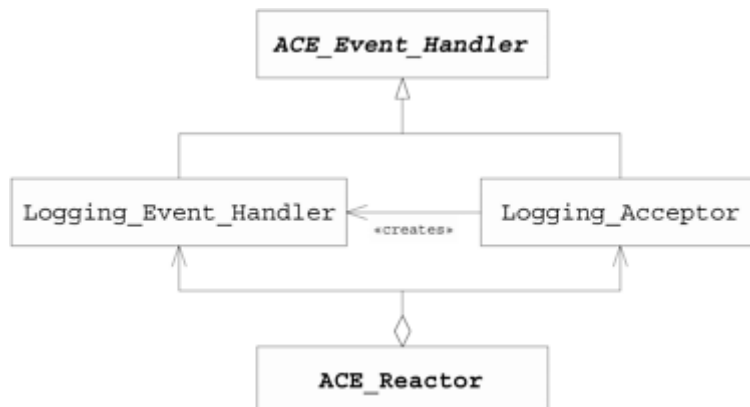 ACE_Event_Handler
Logging_Event_Handler
Logging_Acceptor
«creates»
ACE_Reactor